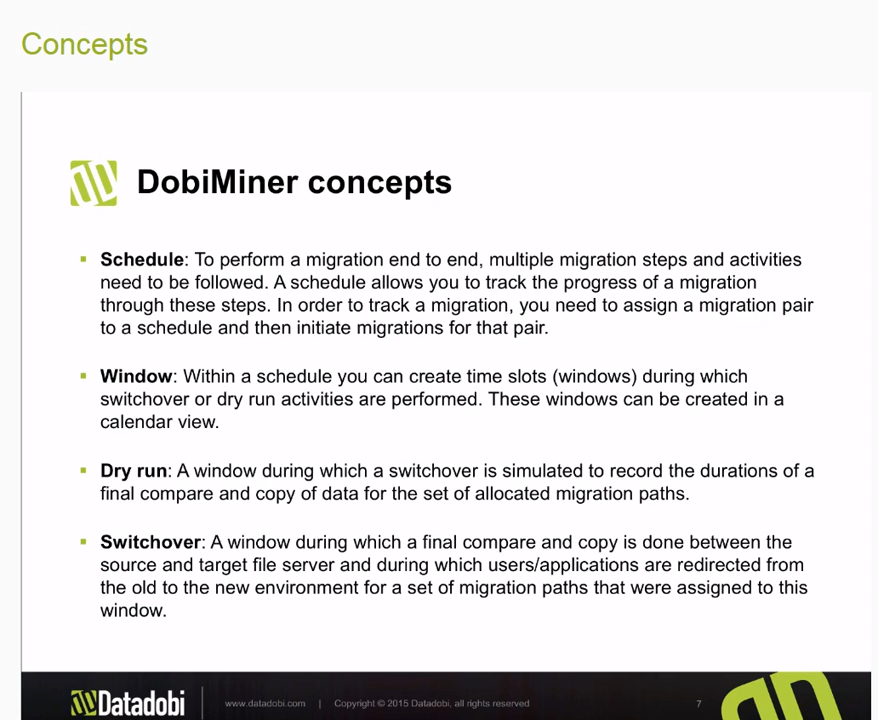 Concepts
DobiMiner concepts
▪ Schedule: To perform a migration end to end, multiple migration steps and activities
need to be followed. A schedule allows you to track the progress of a migration
through these steps. In order to track a migration, you need to assign a migration pair
to a schedule and then initiate migrations for that pair.
▪ Window: Within a schedule you can create time slots (windows) during which
switchover or dry run activities are performed. These windows can be created in a
calendar view.
▪ Dry run: A window during which a switchover is simulated to record the durations of a
final compare and copy of data for the set of allocated migration paths.
▪ Switchover: A window during which a final compare and copy is done between the
source and target file server and during which users/applications are redirected from
the old to the new environment for a set of migration paths that were assigned to this
window.
Datadobi www.datadobi.com | Copyright © 2015 Datadobi, all rights reserved 7